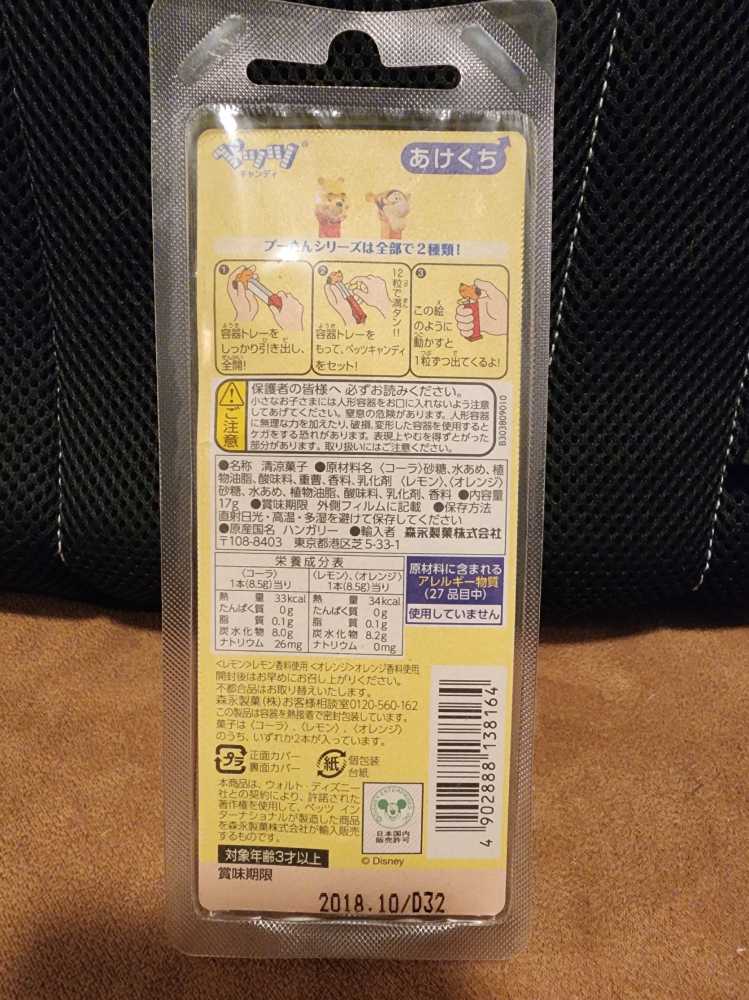 ペッツ®
キャンディ
あけくち
プーさんシリーズは全部で2種類!
1
容器トレーを
しっかり引き出し、
全開!
2
12粒で満タン!!
容器トレーを
もって、ペッツキャンディ
をセット!
3
この絵
のように
動かすと
1粒ずつ出てくるよ!
ご注意
保護者の皆様へ 必ずお読みください。
小さなお子さまには人形容器をお口に入れないよう注意
してあげてください。窒息の危険があります。人形容器
に無理な力を加えたり、破損、変形した容器を使用すると
ケガをする恐れがあります。表現上やむを得ずとがった
部分があります。取り扱いにはご注意ください。
B303809010
●名称 清涼菓子 ●原材料名〈コーラ〉砂糖、水あめ、植
物油脂、酸味料、重曹、香料、乳化剤〈レモン〉、〈オレンジ〉
砂糖、水あめ、植物油脂、酸味料、乳化剤、香料 ●内容量
17g ●賞味期限 外側フィルムに記載 ●保存方法
直射日光・高温・多湿を避けて保存してください
●原産国名 ハンガリー ●輸入者 森永製菓株式会社
〒108-8403 東京都港区芝5-33-1
栄養成分表
〈コーラ〉
1本(8.5g)当り
熱量 33kcal
たんぱく質 0g
脂質 0.1g
炭水化物 8.0g
ナトリウム 26mg
〈レモン〉、〈オレンジ〉
1本(8.5g)当り
熱量 34kcal
たんぱく質 0g
脂質 0.1g
炭水化物 8.2g
ナトリウム 0mg
原材料に含まれる
アレルギー物質
(27品目中)
使用していません
〈レモン〉レモン香料使用〈オレンジ〉オレンジ香料使用
開封後はお早めにお召し上がりください。
不都合品はお取り替えいたします。
森永製菓(株)お客様相談室0120-560-162
この製品は容器を熱接着で密封包装しています。
菓子は〈コーラ〉、〈レモン〉、〈オレンジ〉
のうち、いずれか2本が入っています。
プラ
正面カバー
裏面カバー
紙
個包装
台紙
本商品は、ウォルト・ディズニー
社との契約により、許諾された
著作権を使用して、ペッツ イン
ターナショナルが製造した商品
を森永製菓株式会社が輸入販売
するものです。
日本国内
販売許可
© Disney
4 902888 138164
対象年齢3才以上
賞味期限
2018.10/D32